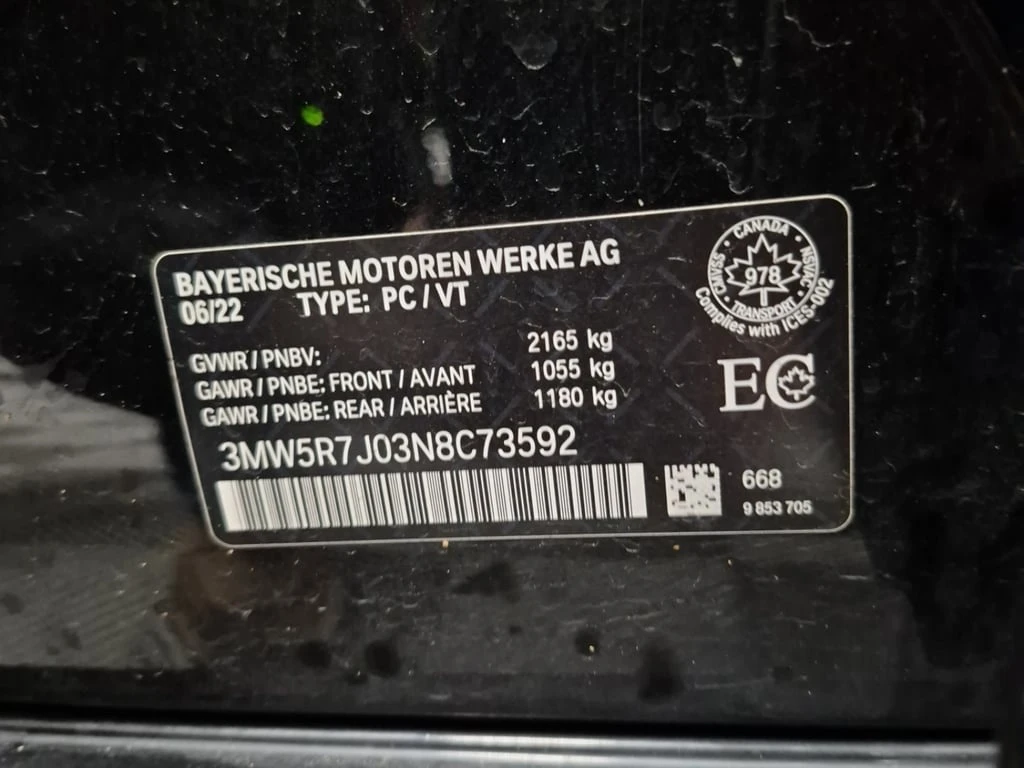 BAYERISCHE MOTOREN WERKE AG
06/22 TYPE: PC / VT
GVWR / PNBV: 2165 kg
GAWR / PNBE: FRONT / AVANT 1055 kg
GAWR / PNBE: REAR / ARRIÈRE 1180 kg
3MW5R7J03N8C73592
CANADA
978
TRANSPORT
CMVSS
NSVAC
Complies with ICES-002
EC
668
9 853 705